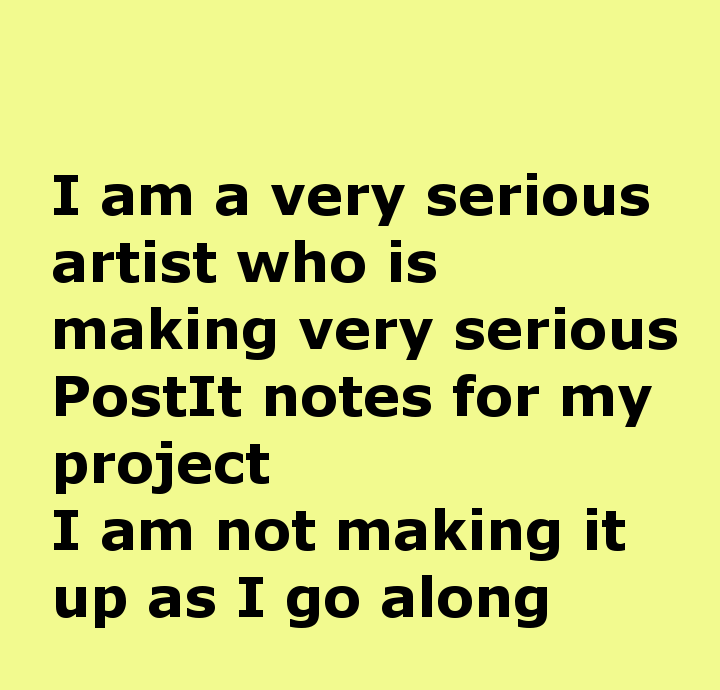 I am a very serious
artist who is
making very serious
PostIt notes for my
project
I am not making it
up as I go along